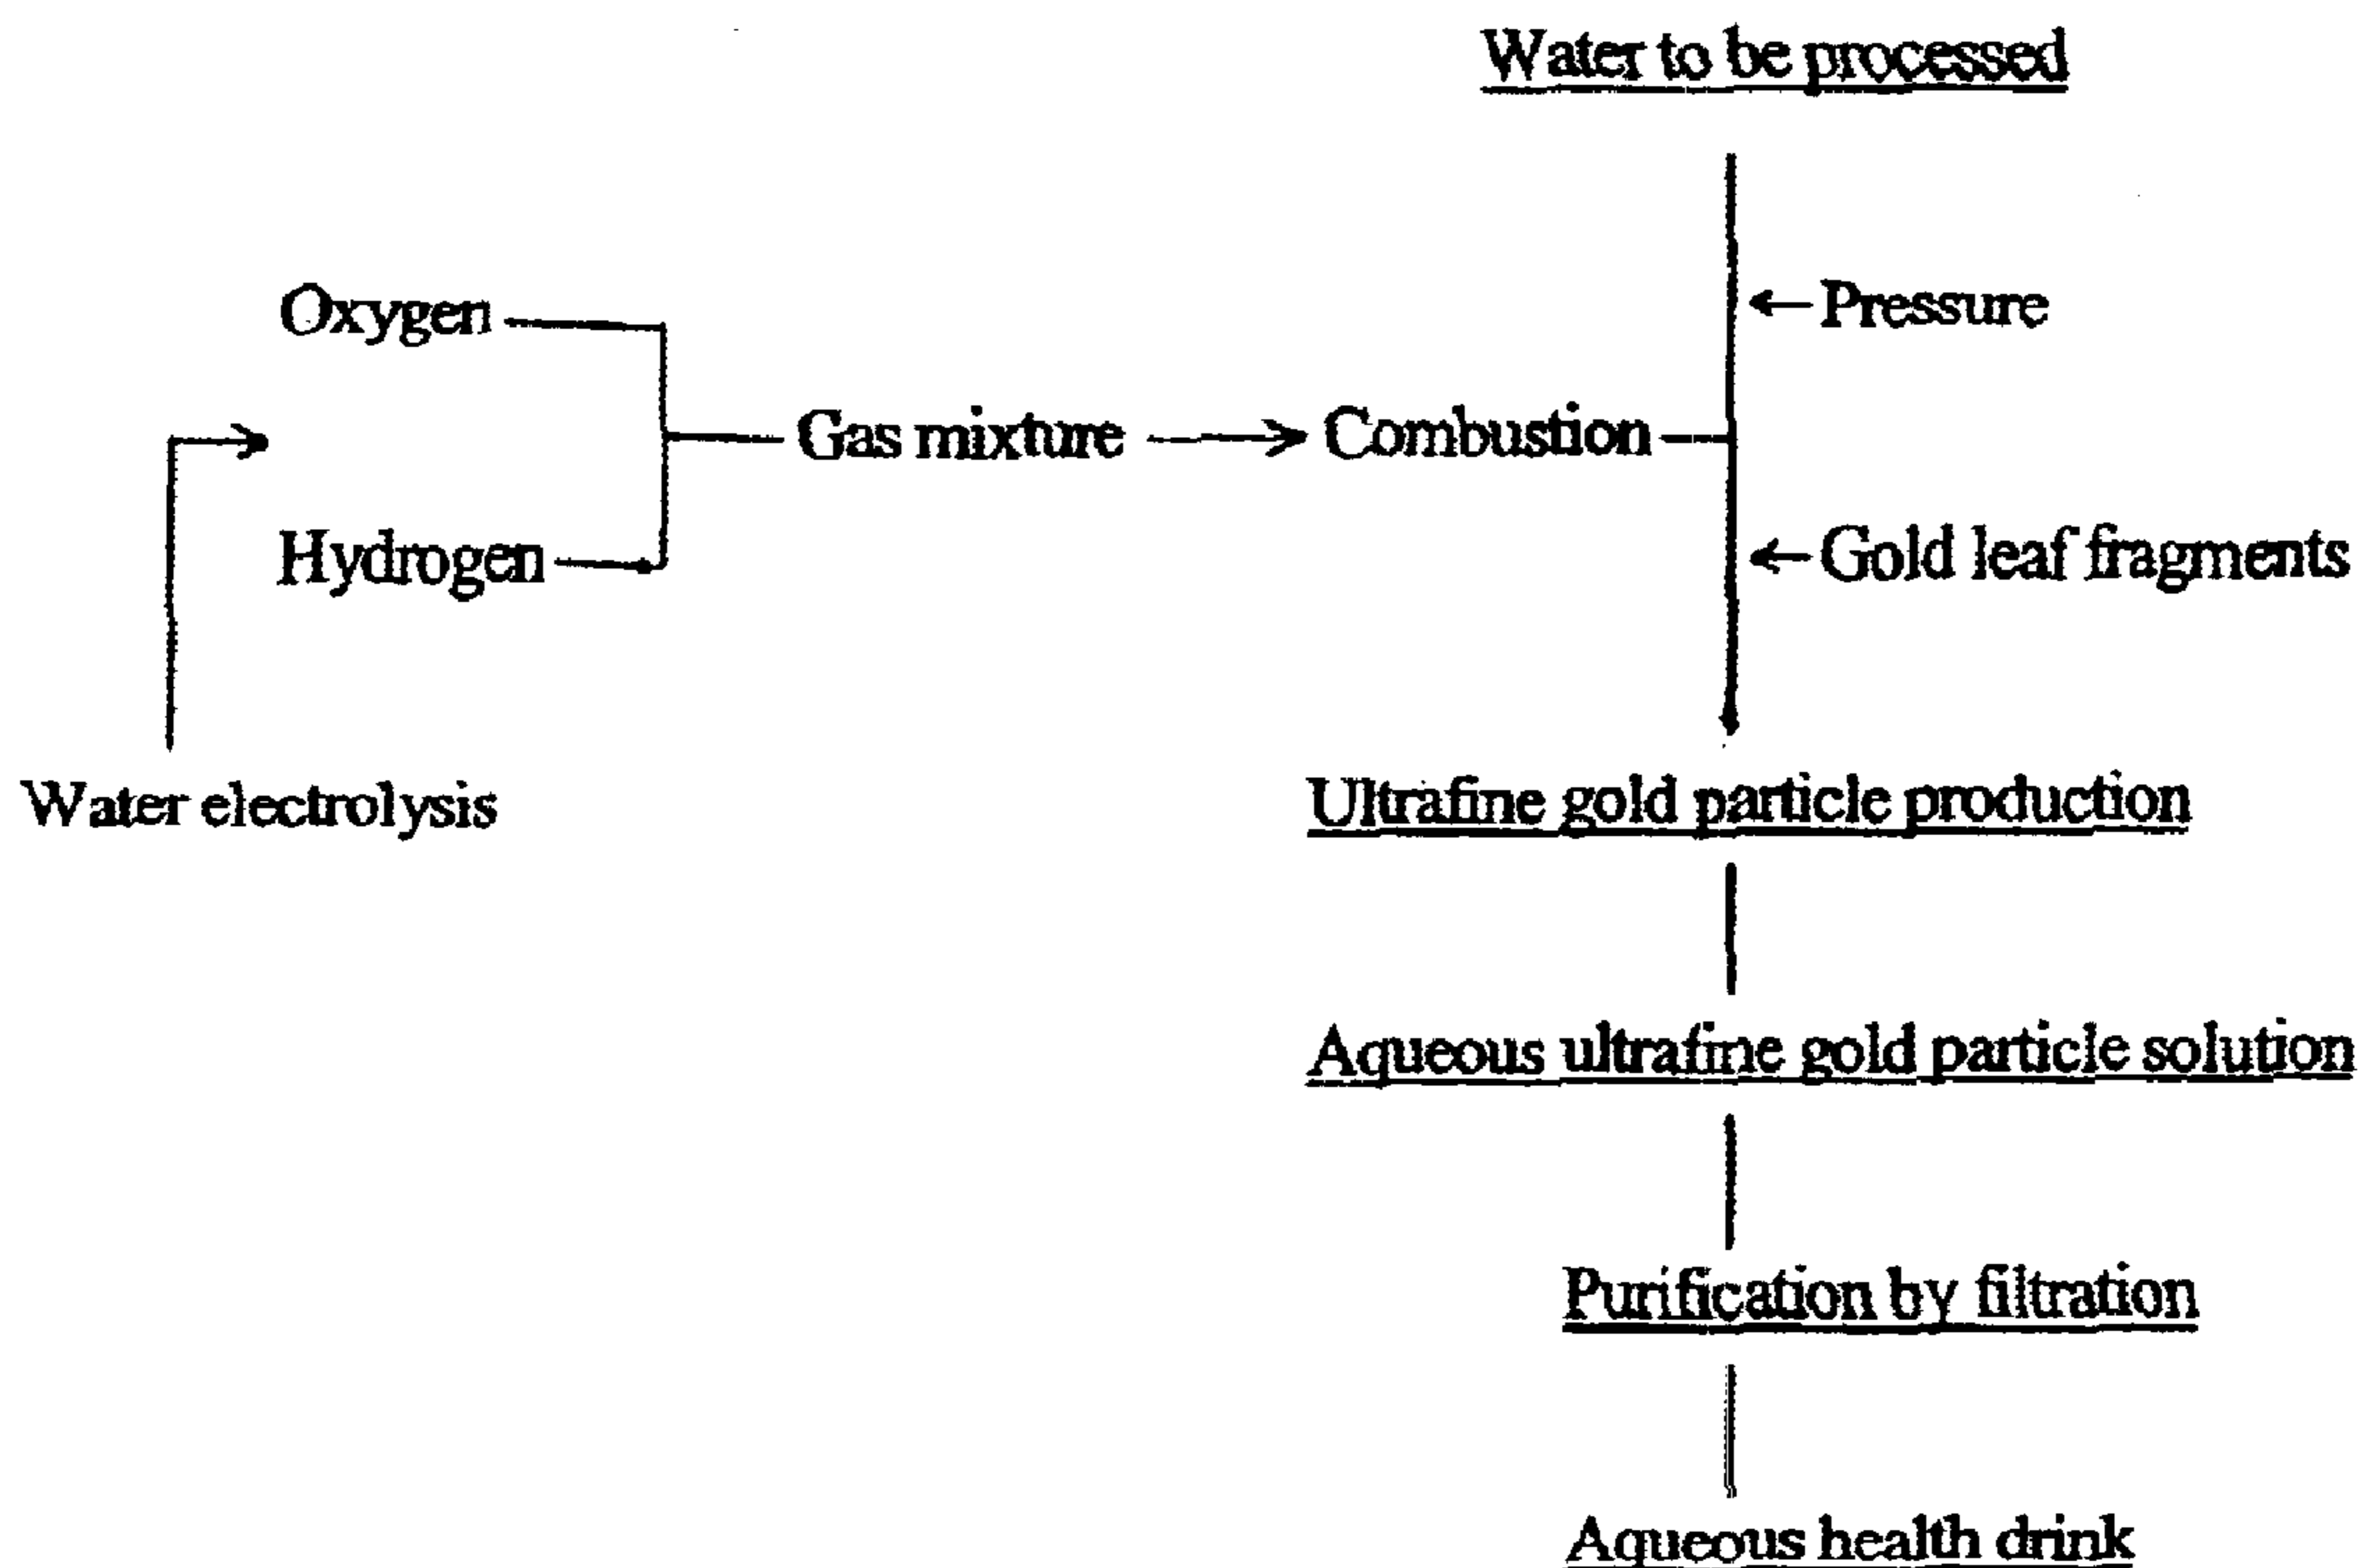 Water to be processed
Oxygen
Pressure
Gas mixture
Combustion
Hydrogen
Gold leaf fragments
Water electrolysis
Ultrafine gold particle production
Aqueous ultrafine gold particle solution
Purification by filtration
Aqueous health drink